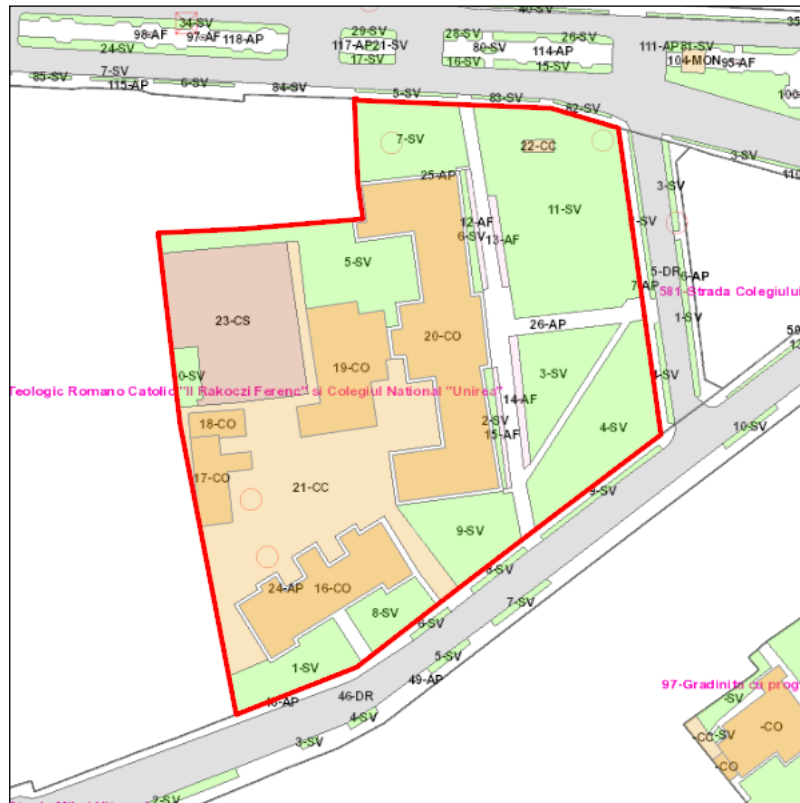 40-SV
34-SV
98-AF
97-AF
118-AP
24-SV
7-SV
85-SV
115-AP
6-SV
84-SV
29-SV
117-AP
21-SV
17-SV
28-SV
26-SV
80-SV
114-AP
16-SV
15-SV
111-AP
81-SV
104-MON
95-AF
5-SV
83-SV
82-SV
7-SV
22-CC
25-AP
3-SV
3-SV
11-SV
12-AF
6-SV
13-AF
5-SV
5-DR
6-AP
7-AP
581-Strada Colegiului
1-SV
23-CS
26-AP
20-CO
19-CO
3-SV
0-SV
Teologic Romano Catolic "II Rakoczi Ferenc" si Colegiul National "Unirea"
14-AF
18-CO
2-SV
15-AF
4-SV
10-SV
17-CO
21-CC
9-SV
24-AP
16-CO
8-SV
7-SV
6-SV
1-SV
5-SV
49-AP
46-DR
4-SV
3-SV
2-SV
97-Gradinita cu prog
-SV
-CO
-CC
-SV
-CO